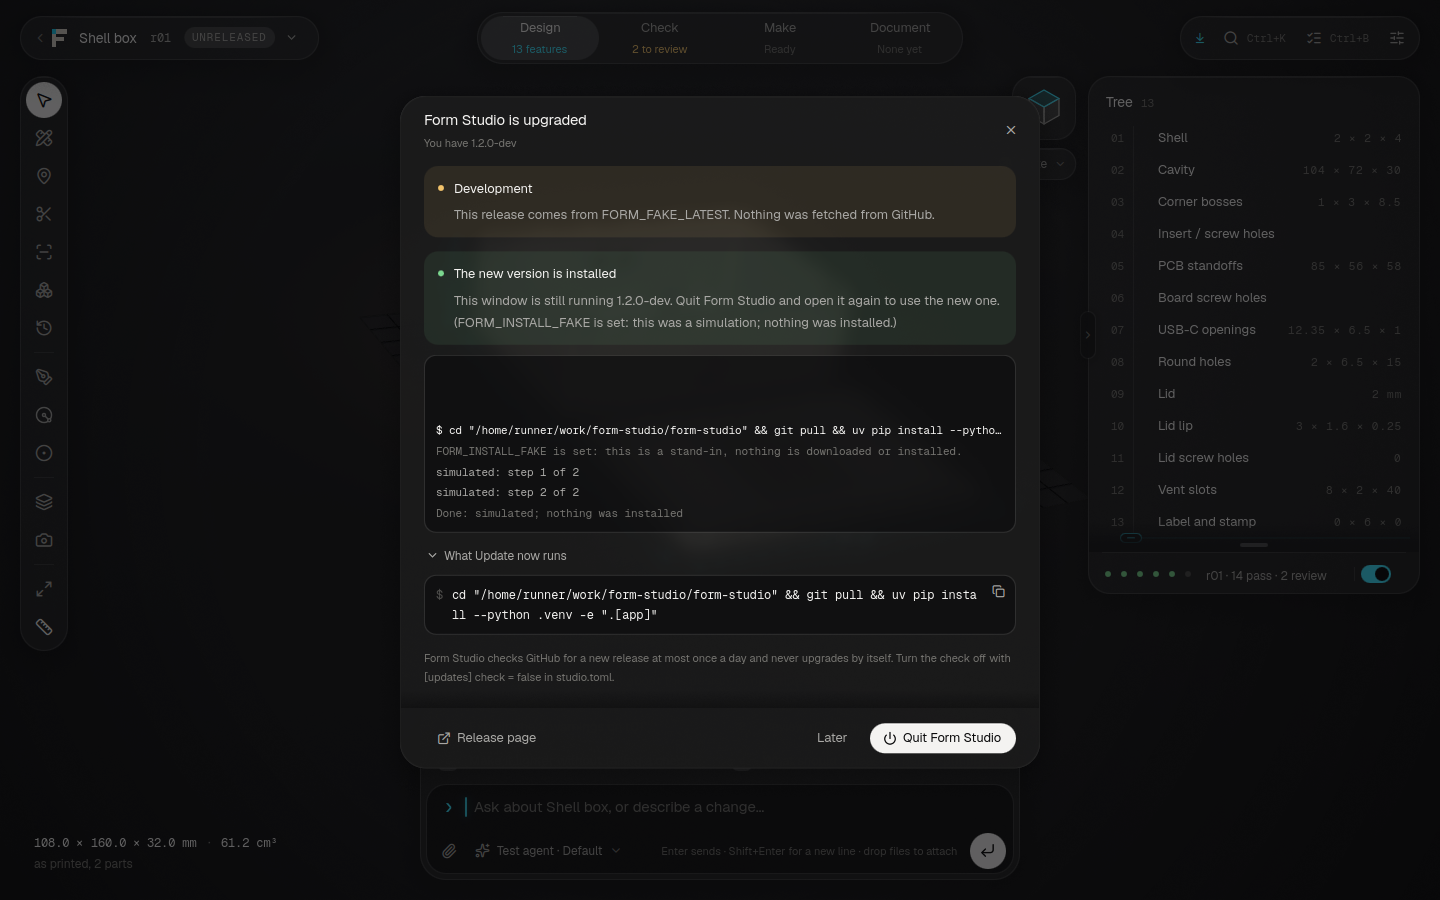 Shell box r01 UNRELEASED
Design
13 features
Check
2 to review
Make
Ready
Document
None yet
Ctrl+K
Ctrl+B
Form Studio is upgraded
You have 1.2.0-dev
Development
This release comes from FORM_FAKE_LATEST. Nothing was fetched from GitHub.
The new version is installed
This window is still running 1.2.0-dev. Quit Form Studio and open it again to use the new one.
(FORM_INSTALL_FAKE is set: this was a simulation; nothing was installed.)
$ cd "/home/runner/work/form-studio/form-studio" && git pull && uv pip install --pytho…
FORM_INSTALL_FAKE is set: this is a stand-in, nothing is downloaded or installed.
simulated: step 1 of 2
simulated: step 2 of 2
Done: simulated; nothing was installed
What Update now runs
$ cd "/home/runner/work/form-studio/form-studio" && git pull && uv pip insta
ll --python .venv -e ".[app]"
Form Studio checks GitHub for a new release at most once a day and never upgrades by itself. Turn the check off with
[updates] check = false in studio.toml.
Release page
Later
Quit Form Studio
Tree 13
01 Shell 2 × 2 × 4
02 Cavity 104 × 72 × 30
03 Corner bosses 1 × 3 × 8.5
04 Insert / screw holes
05 PCB standoffs 85 × 56 × 58
06 Board screw holes
07 USB-C openings 12.35 × 6.5 × 1
08 Round holes 2 × 6.5 × 15
09 Lid 2 mm
10 Lid lip 3 × 1.6 × 0.25
11 Lid screw holes 0
12 Vent slots 8 × 2 × 40
13 Label and stamp 0 × 6 × 0
r01 · 14 pass · 2 review
Ask about Shell box, or describe a change...
Test agent · Default
Enter sends · Shift+Enter for a new line · drop files to attach
108.0 × 160.0 × 32.0 mm · 61.2 cm³
as printed, 2 parts